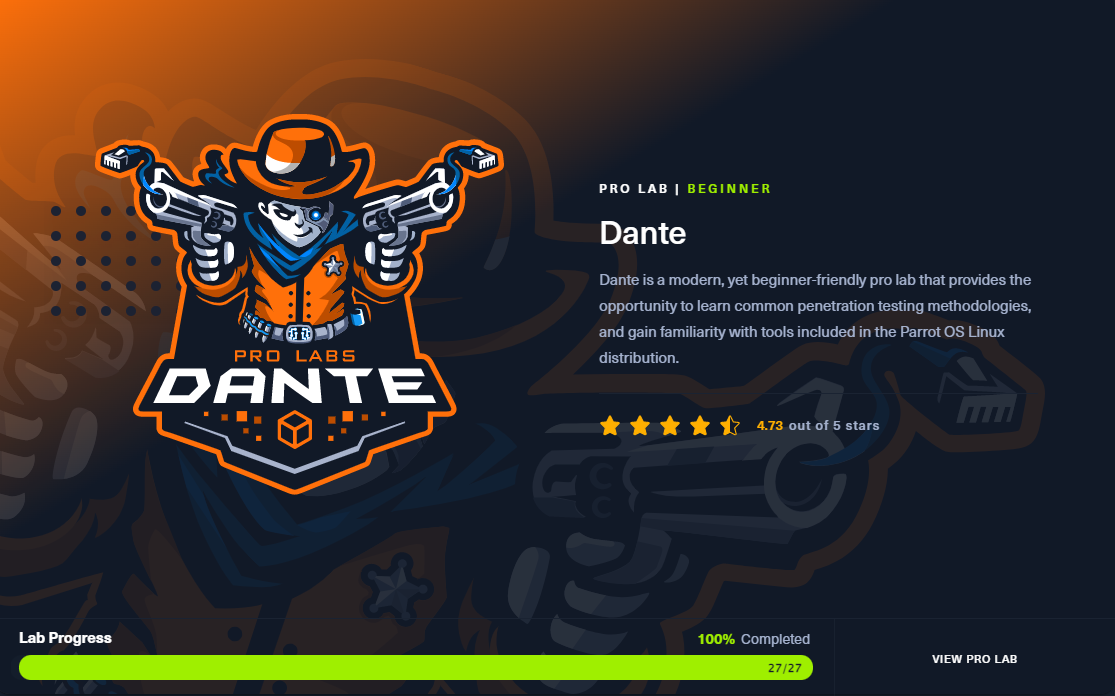 PRO LAB | BEGINNER
Dante
Dante is a modern, yet beginner-friendly pro lab that provides the
opportunity to learn common penetration testing methodologies,
and gain familiarity with tools included in the Parrot OS Linux
distribution.
4.73 out of 5 stars
PRO LABS
DANTE
Lab Progress
100% Completed
27/27
VIEW PRO LAB